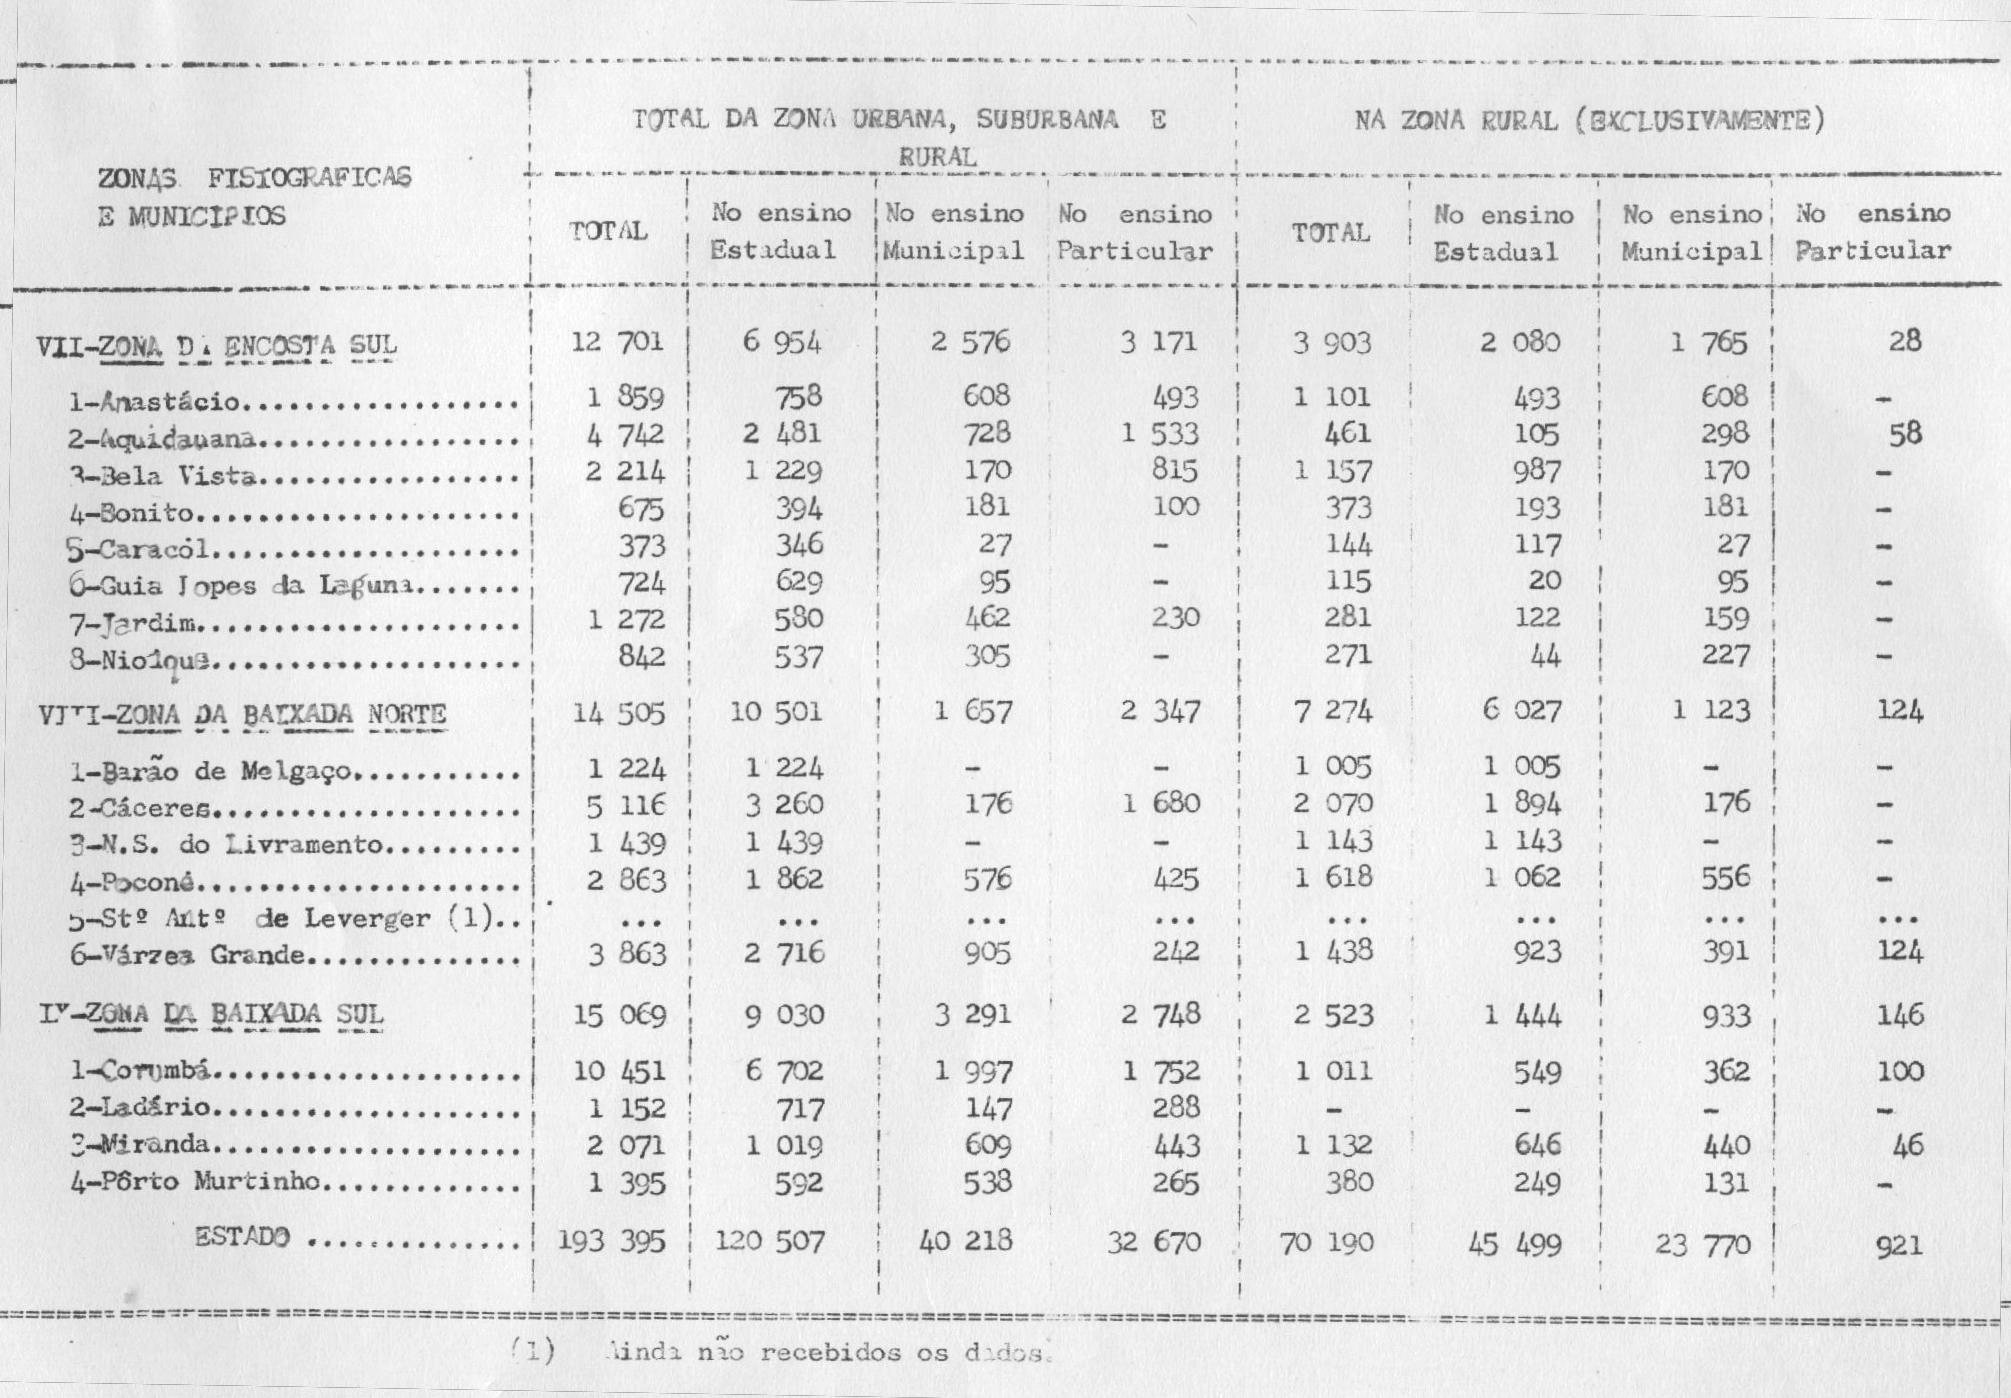 TOTAL DA ZONA URBANA, SUBURBANA E RURAL
NA ZONA RURAL (EXCLUSIVAMENTE)
ZONAS FISIOGRAFICAS
E MUNICIPIOS
TOTAL No ensino Estadual No ensino Municipal No ensino Particular TOTAL No ensino Estadual No ensino Municipal No ensino Particular
VII-ZONA DA ENCOSTA SUL 12 701 6 954 2 576 3 171 3 903 2 080 1 765 28
1-Anastácio.................. 1 859 758 608 493 1 101 493 608 -
2-Aquidauana................. 4 742 2 481 728 1 533 461 105 298 58
3-Bela Vista................. 2 214 1 229 170 815 1 157 987 170 -
4-Bonito..................... 675 394 181 100 373 193 181 -
5-Caracól.................... 373 346 27 - 144 117 27 -
6-Guia Lopes da Laguna....... 724 629 95 - 115 20 95 -
7-Jardim..................... 1 272 580 462 230 281 122 159 -
8-Nioaque.................... 842 537 305 - 271 44 227 -
VIII-ZONA DA BAIXADA NORTE 14 505 10 501 1 657 2 347 7 274 6 027 1 123 124
1-Barão de Melgaço........... 1 224 1 224 - - 1 005 1 005 - -
2-Cáceres.................... 5 116 3 260 176 1 680 2 070 1 894 176 -
3-N.S. do Livramento......... 1 439 1 439 - - 1 143 1 143 - -
4-Poconé..................... 2 863 1 862 576 425 1 618 1 062 556 -
5-Stº Antº de Leverger (1).. ... ... ... ... ... ... ... ...
6-Várzea Grande.............. 3 863 2 716 905 242 1 438 923 391 124
IX-ZONA DA BAIXADA SUL 15 069 9 030 3 291 2 748 2 523 1 444 933 146
1-Corumbá.................... 10 451 6 702 1 997 1 752 1 011 549 362 100
2-Ladário.................... 1 152 717 147 288 - - - -
3-Miranda.................... 2 071 1 019 609 443 1 132 646 440 46
4-Pôrto Murtinho............. 1 395 592 538 265 380 249 131 -
ESTADO .............. 193 395 120 507 40 218 32 670 70 190 45 499 23 770 921
(1) Ainda não recebidos os dados.